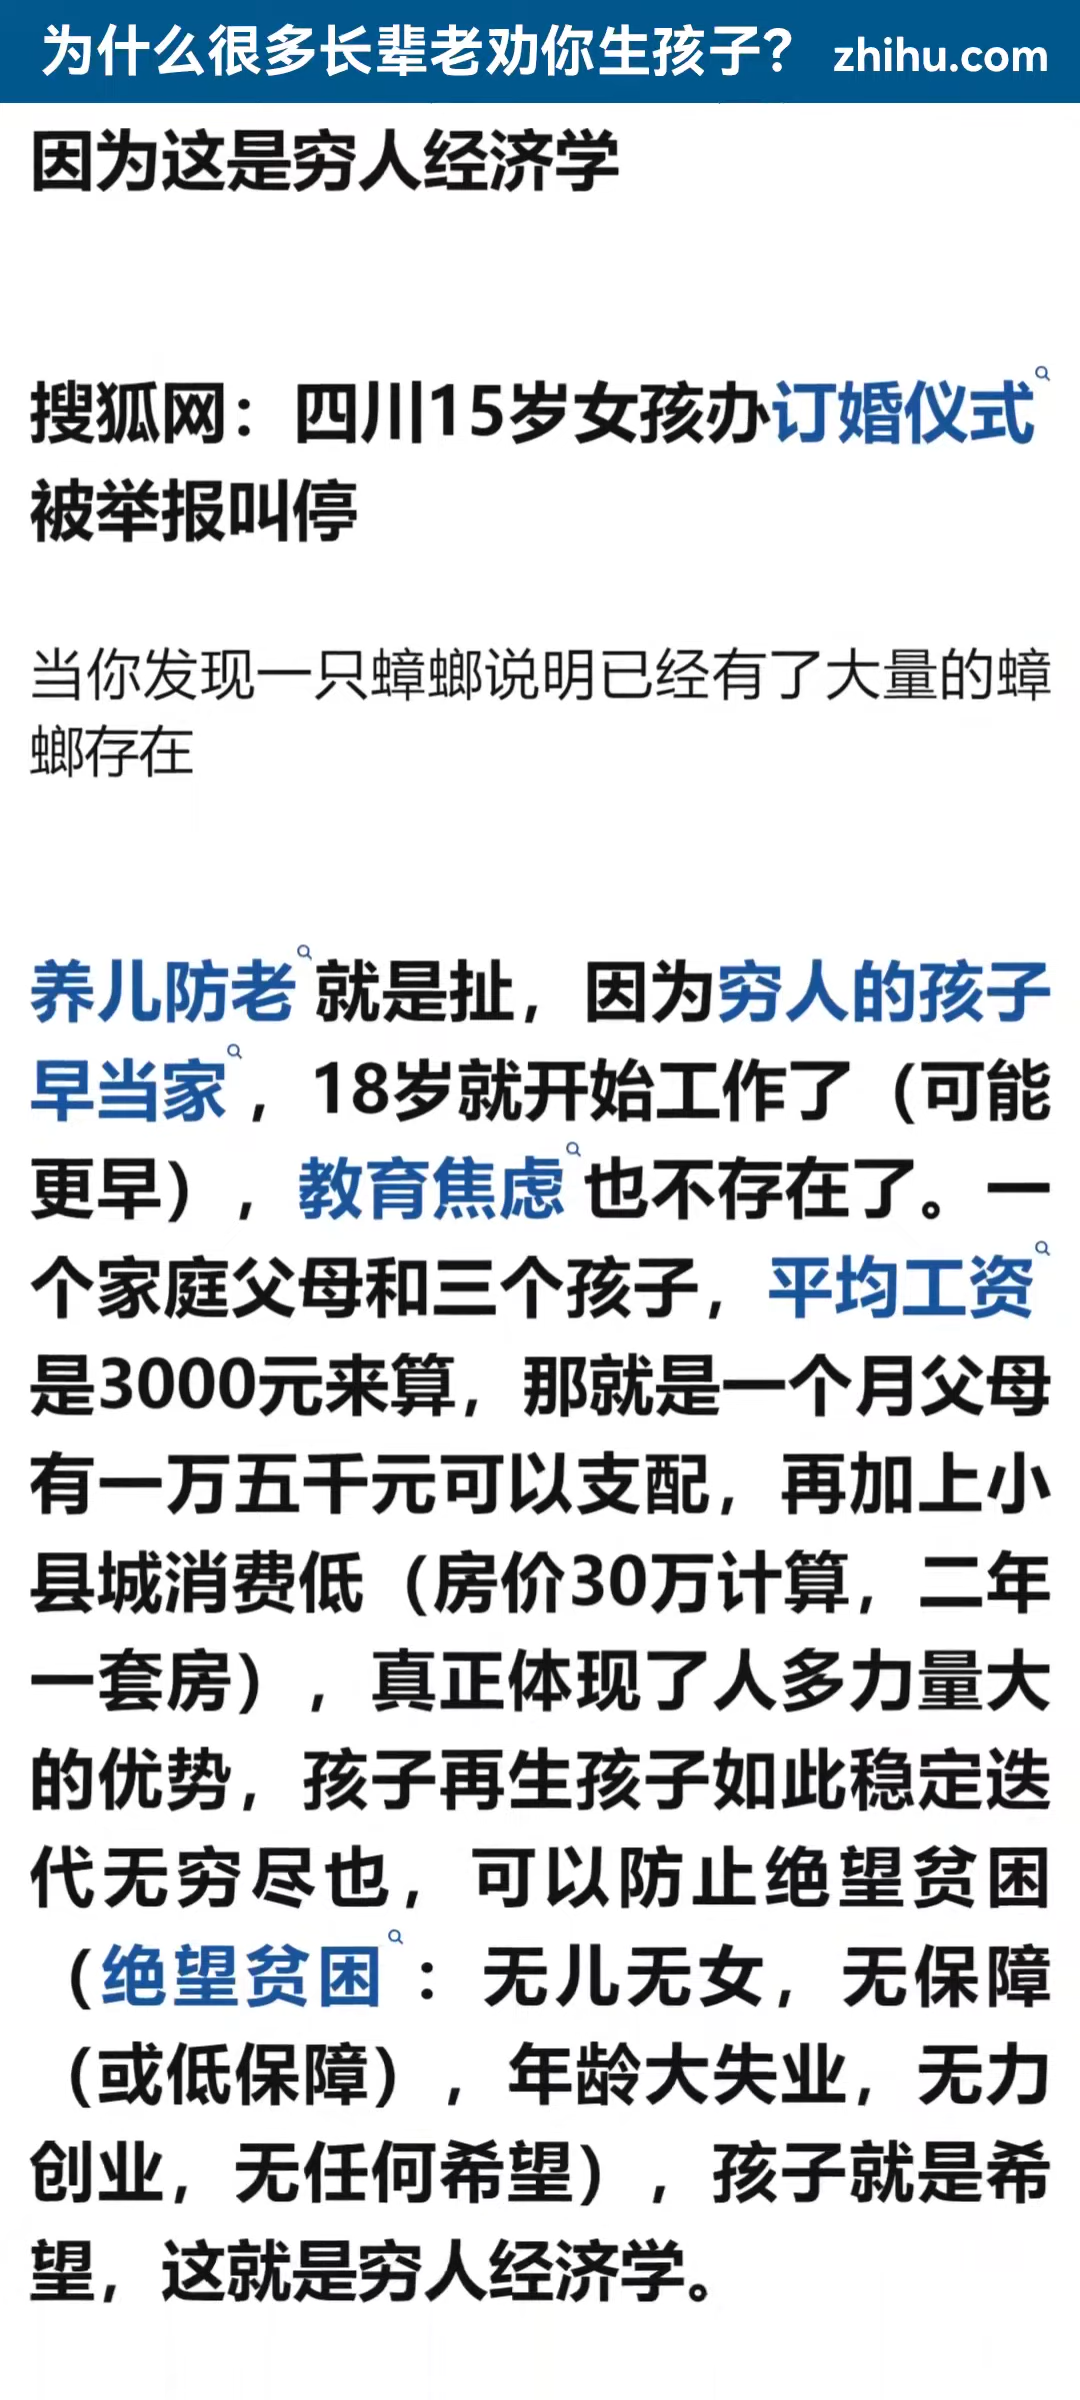 为什么很多长辈老劝你生孩子？ zhihu.com
因为这是穷人经济学
搜狐网：四川15岁女孩办订婚仪式
被举报叫停
当你发现一只蟑螂说明已经有了大量的蟑
螂存在
养儿防老就是扯，因为穷人的孩子
早当家，18岁就开始工作了（可能
更早），教育焦虑也不存在了。一
个家庭父母和三个孩子，平均工资
是3000元来算，那就是一个月父母
有一万五千元可以支配，再加上小
县城消费低（房价30万计算，二年
一套房），真正体现了人多力量大
的优势，孩子再生孩子如此稳定迭
代无穷尽也，可以防止绝望贫困
（绝望贫困：无儿无女，无保障
（或低保障），年龄大失业，无力
创业，无任何希望），孩子就是希
望，这就是穷人经济学。